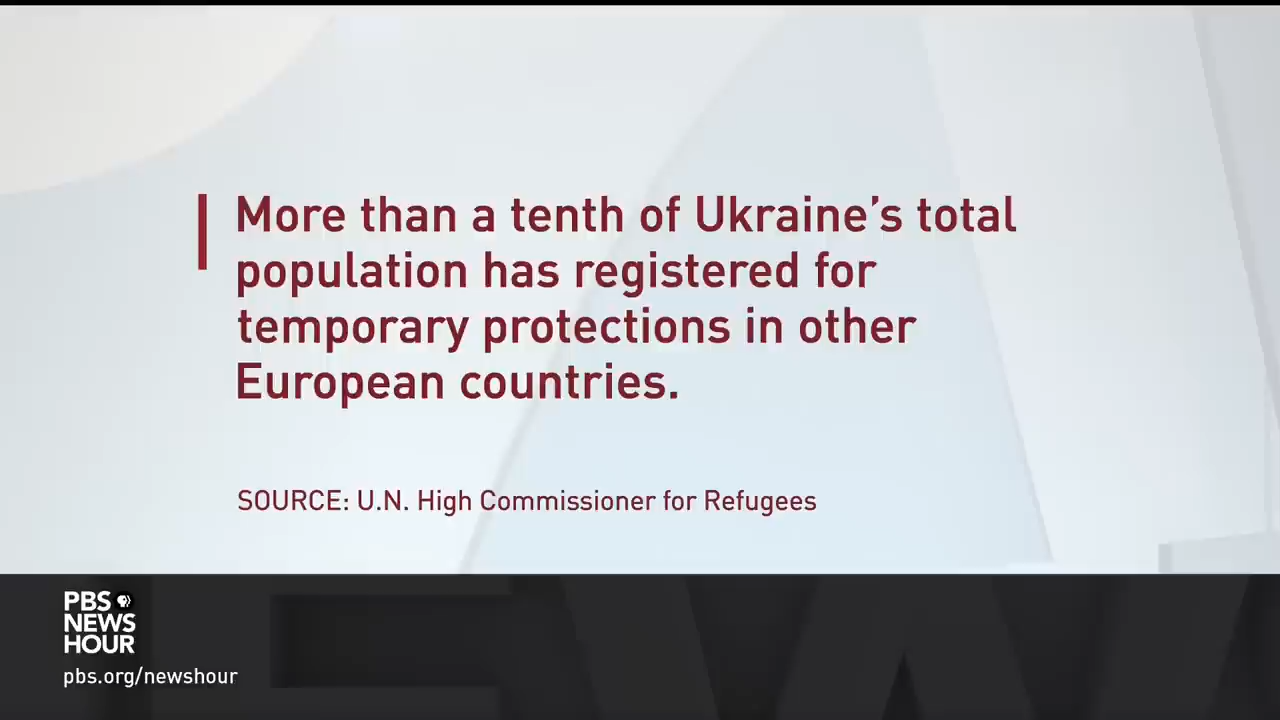 More than a tenth of Ukraine’s total
population has registered for
temporary protections in other
European countries.
SOURCE: U.N. High Commissioner for Refugees
PBS
NEWS
HOUR
pbs.org/newshour